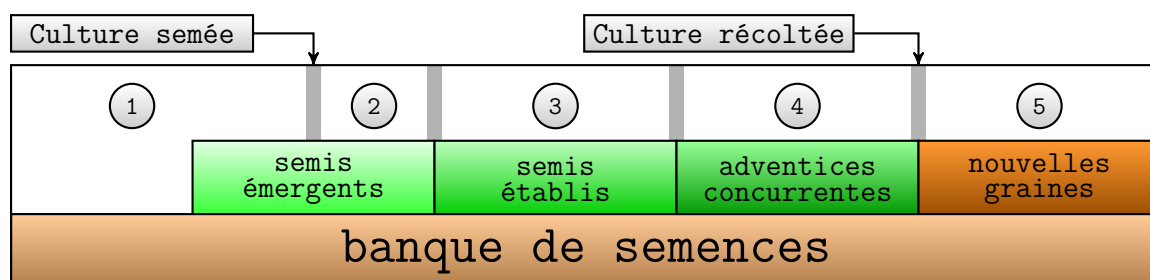 Culture semée
Culture récoltée
1
2
3
4
5
semis
émergents
semis
établis
adventices
concurrentes
nouvelles
graines
banque de semences